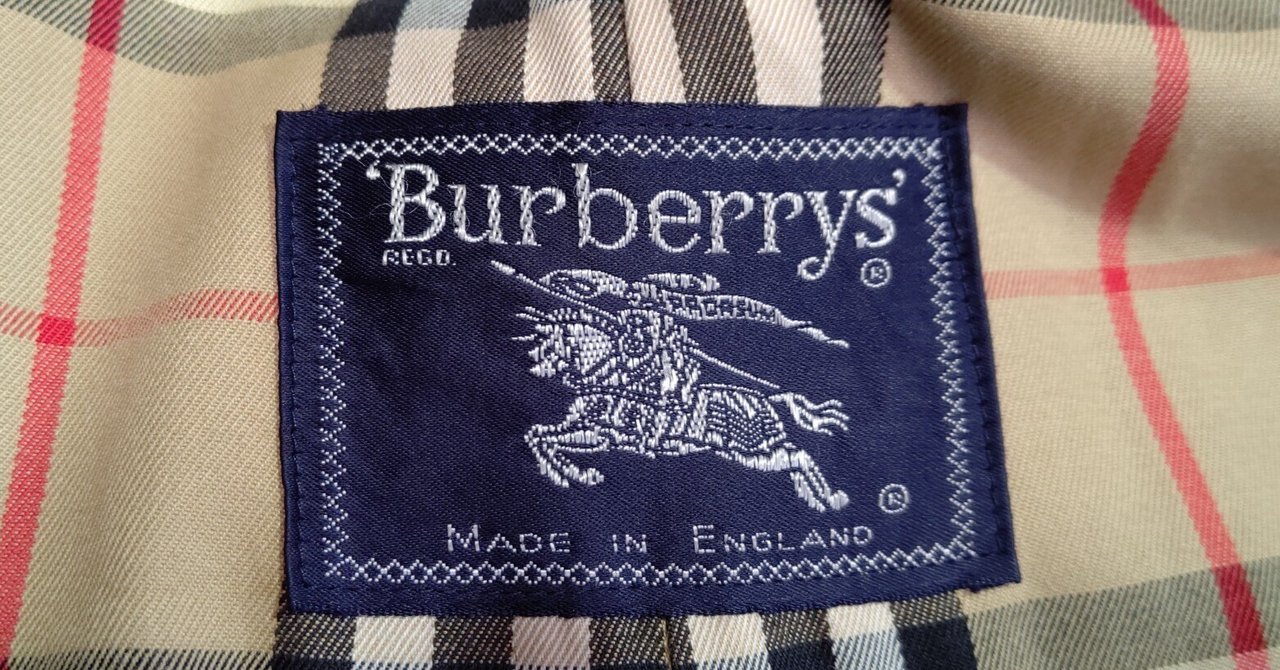 ‘Burberrys’
REGD.
®
®
MADE IN ENGLAND